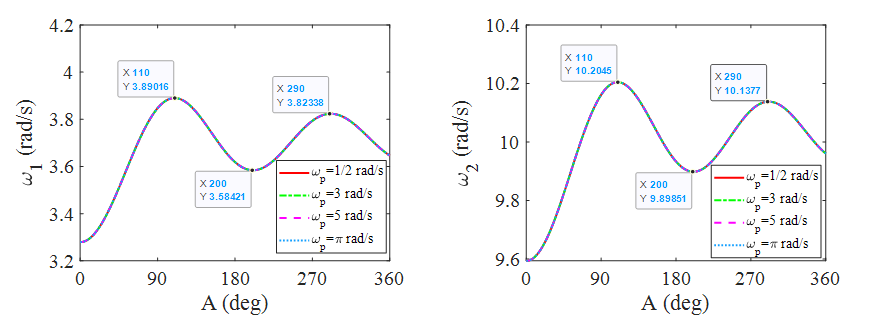 4.2
4
3.8
3.6
3.4
3.2
ω1 (rad/s)
X 110
Y 3.89016
X 290
Y 3.82338
X 200
Y 3.58421
ωp=1/2 rad/s
ωp=3 rad/s
ωp=5 rad/s
ωp=π rad/s
0 90 180 270 360
A (deg)
10.4
10.2
10
9.8
9.6
ω2 (rad/s)
X 110
Y 10.2045
X 290
Y 10.1377
X 200
Y 9.89851
ωp=1/2 rad/s
ωp=3 rad/s
ωp=5 rad/s
ωp=π rad/s
0 90 180 270 360
A (deg)